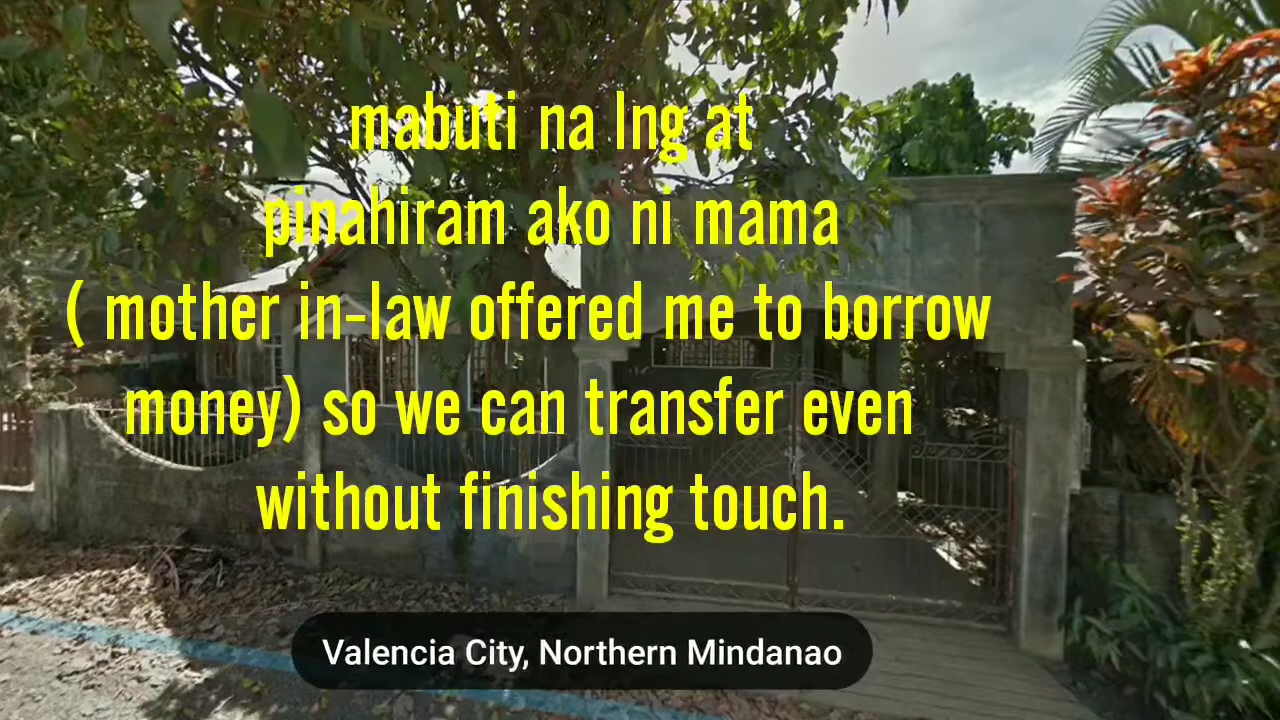 mabuti na lng at
pinahiram ako ni mama
( mother in-law offered me to borrow
money) so we can transfer even
without finishing touch.
Valencia City, Northern Mindanao